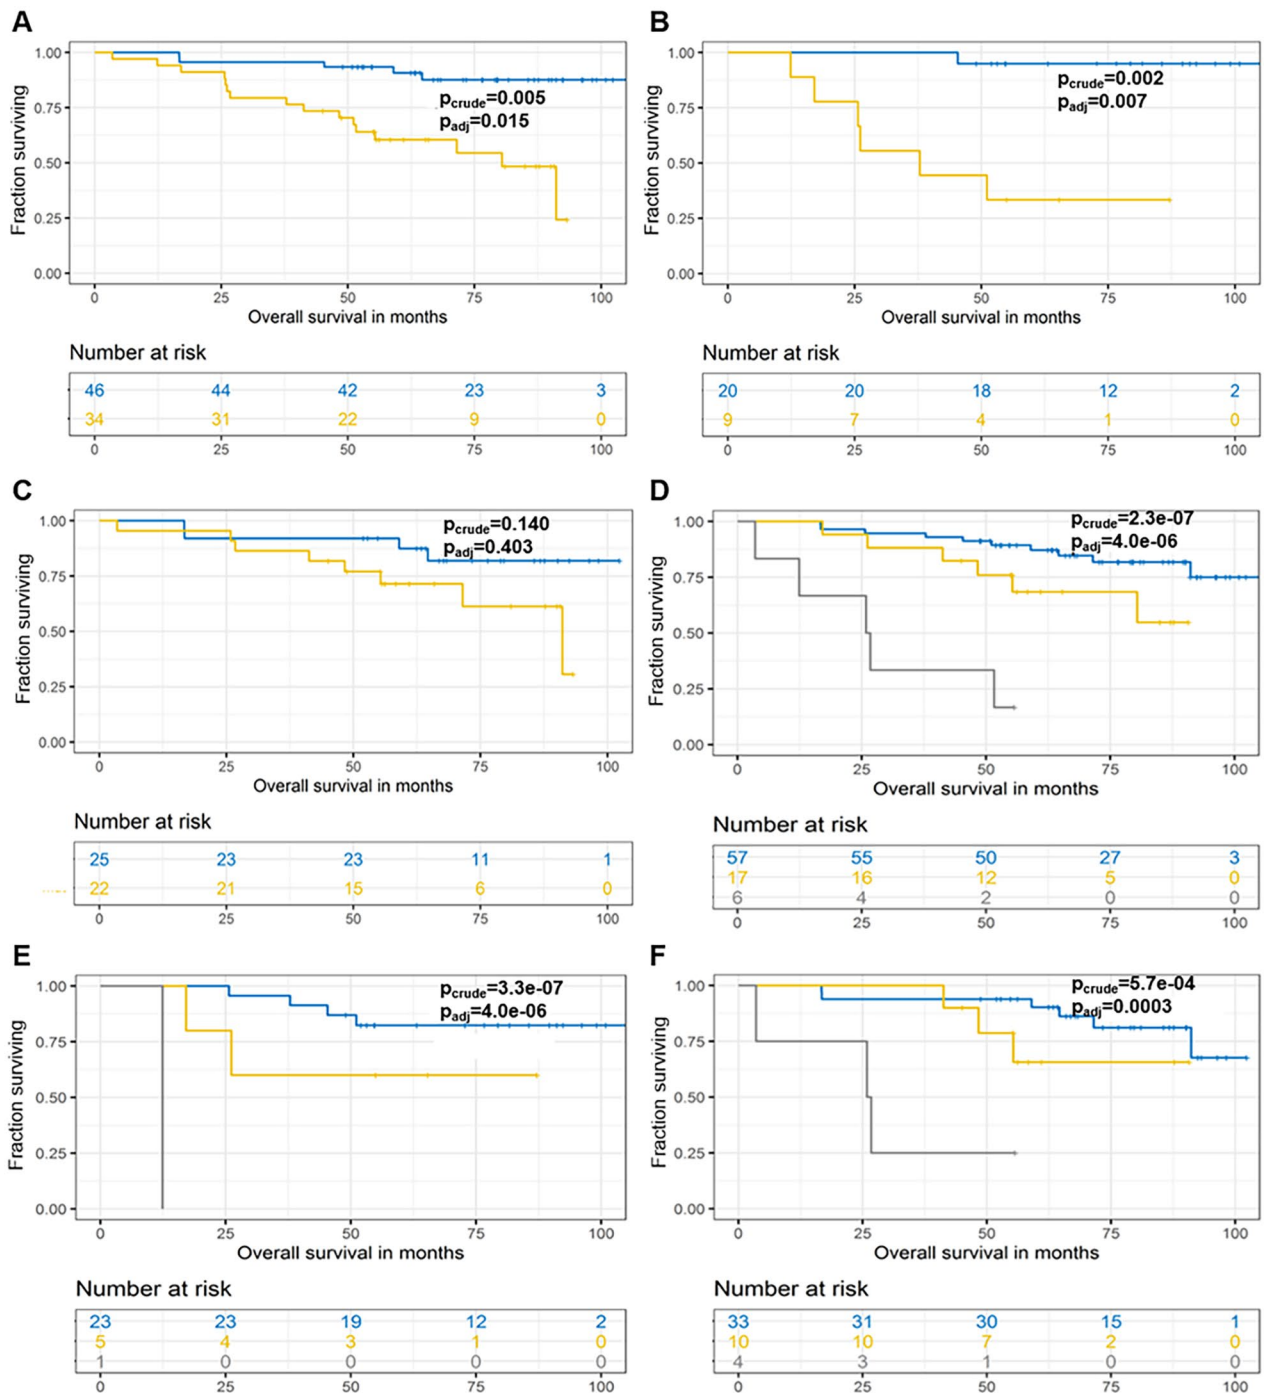 A
1.00
0.75
0.50
0.25
0.00
Fraction surviving
pcrude=0.005
padj=0.015
0 25 50 75 100
Overall survival in months
Number at risk
46 44 42 23 3
34 31 22 9 0
0 25 50 75 100
B
1.00
0.75
0.50
0.25
0.00
Fraction surviving
pcrude=0.002
padj=0.007
0 25 50 75 100
Overall survival in months
Number at risk
20 20 18 12 2
9 7 4 1 0
0 25 50 75 100
C
1.00
0.75
0.50
0.25
0.00
Fraction surviving
pcrude=0.140
padj=0.403
0 25 50 75 100
Overall survival in months
Number at risk
25 23 23 11 1
22 21 15 6 0
0 25 50 75 100
D
1.00
0.75
0.50
0.25
0.00
Fraction surviving
pcrude=2.3e-07
padj=4.0e-06
0 25 50 75 100
Overall survival in months
Number at risk
57 55 50 27 3
17 16 12 5 0
6 4 2 0 0
0 25 50 75 100
E
1.00
0.75
0.50
0.25
0.00
Fraction surviving
pcrude=3.3e-07
padj=4.0e-06
0 25 50 75 100
Overall survival in months
Number at risk
23 23 19 12 2
5 4 3 1 0
1 0 0 0 0
0 25 50 75 100
F
1.00
0.75
0.50
0.25
0.00
Fraction surviving
pcrude=5.7e-04
padj=0.0003
0 25 50 75 100
Overall survival in months
Number at risk
33 31 30 15 1
10 10 7 2 0
4 3 1 0 0
0 25 50 75 100